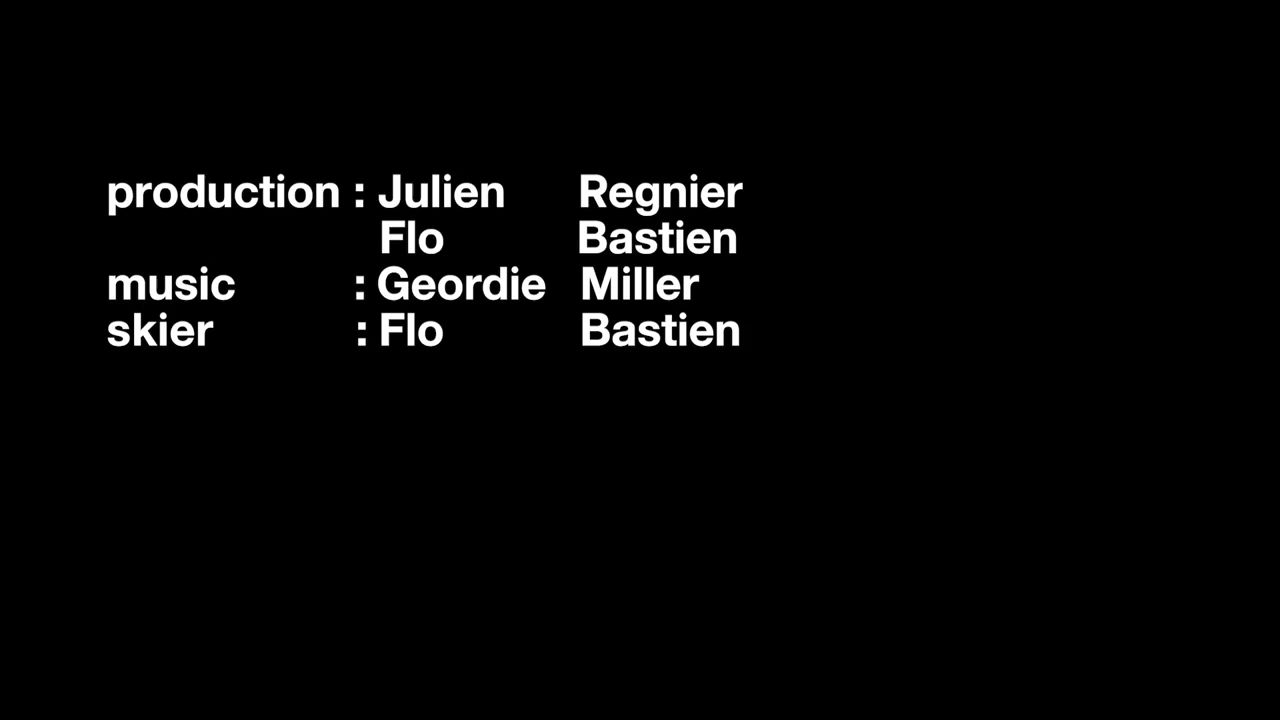 production : Julien Regnier
Flo Bastien
music : Geordie Miller
skier : Flo Bastien